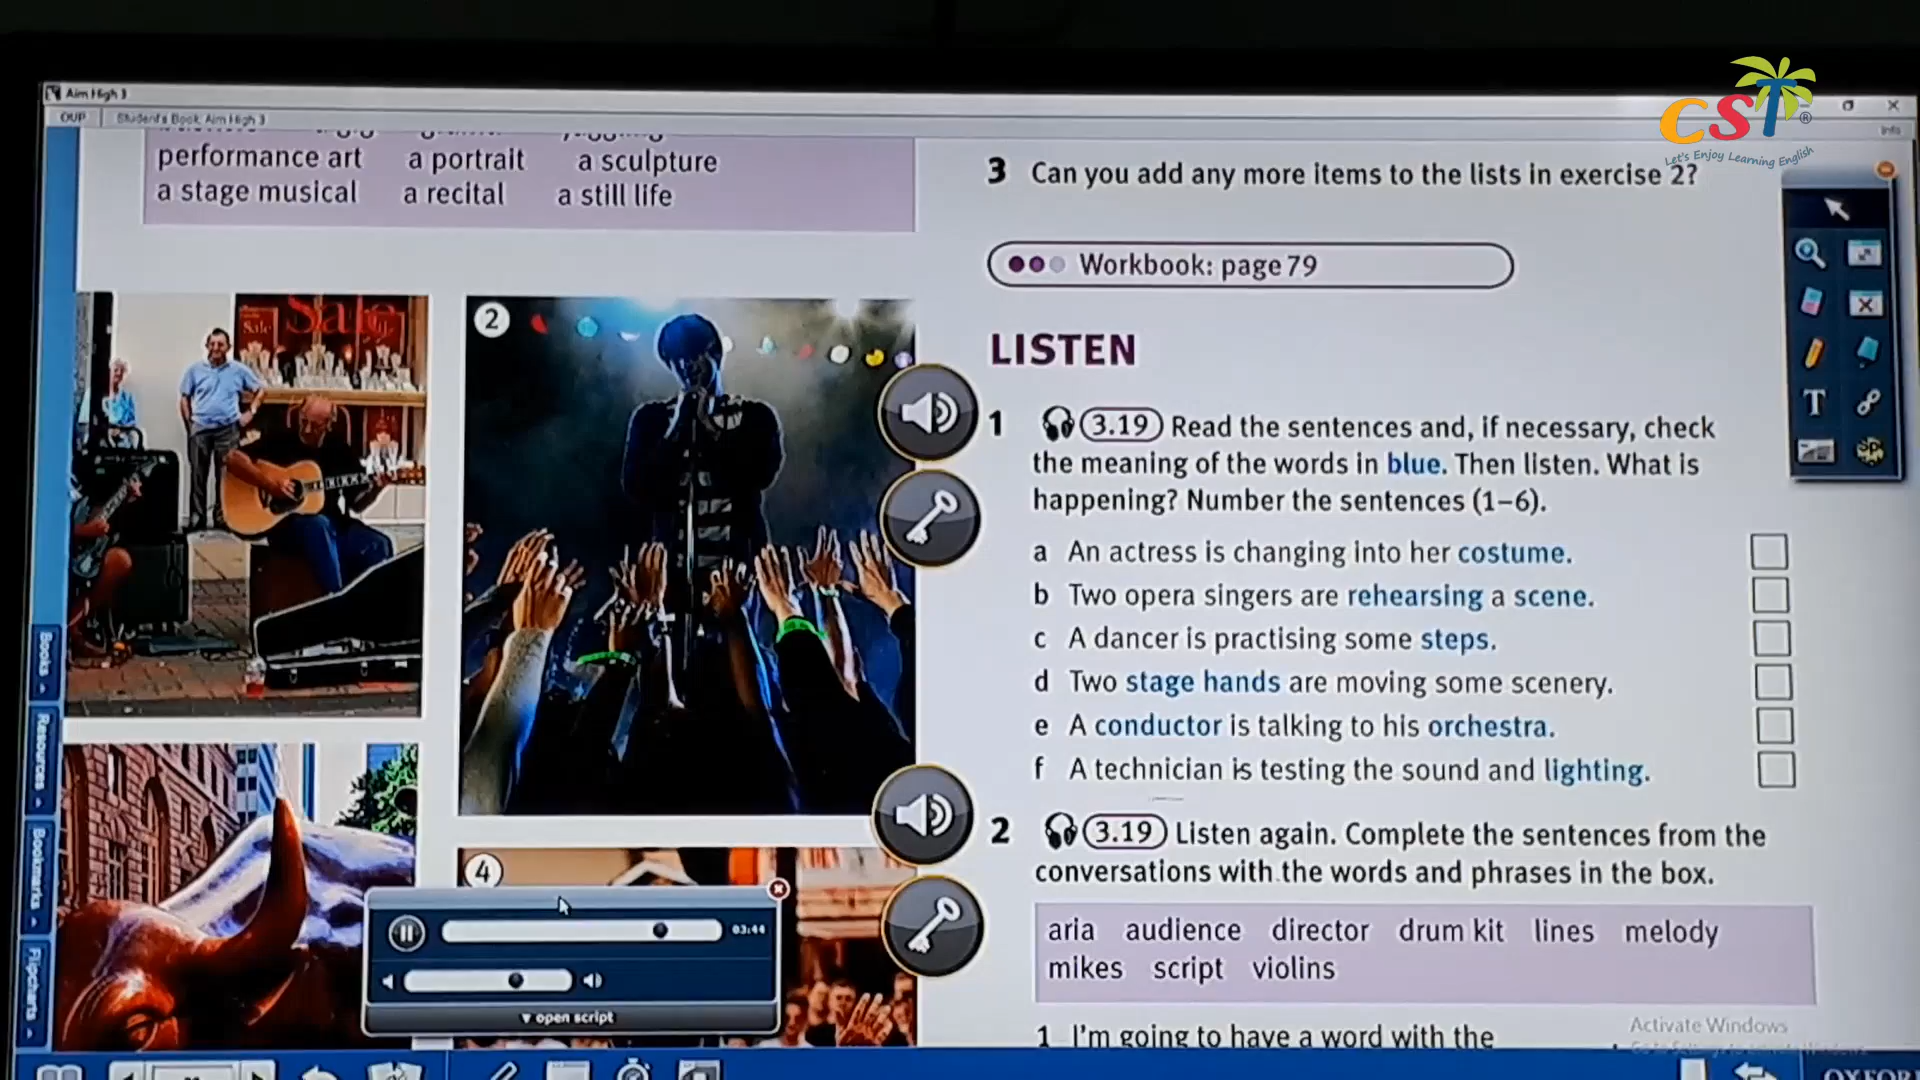 Aim High 3
OUP
Student's Book: Aim High 3
CST
Let's Enjoy Learning English
Info
performance art a portrait a sculpture
a stage musical a recital a still life
Sale
Sale
2
4
3 Can you add any more items to the lists in exercise 2?
Workbook: page 79
LISTEN
1 3.19 Read the sentences and, if necessary, check
the meaning of the words in blue. Then listen. What is
happening? Number the sentences (1–6).
a An actress is changing into her costume.
b Two opera singers are rehearsing a scene.
c A dancer is practising some steps.
d Two stage hands are moving some scenery.
e A conductor is talking to his orchestra.
f A technician is testing the sound and lighting.
2 3.19 Listen again. Complete the sentences from the
conversations with the words and phrases in the box.
aria audience director drum kit lines melody
mikes script violins
1 I'm going to have a word with the
Activate Windows
03:44
open script
Books
Resources
Bookmarks
Flipcharts
T